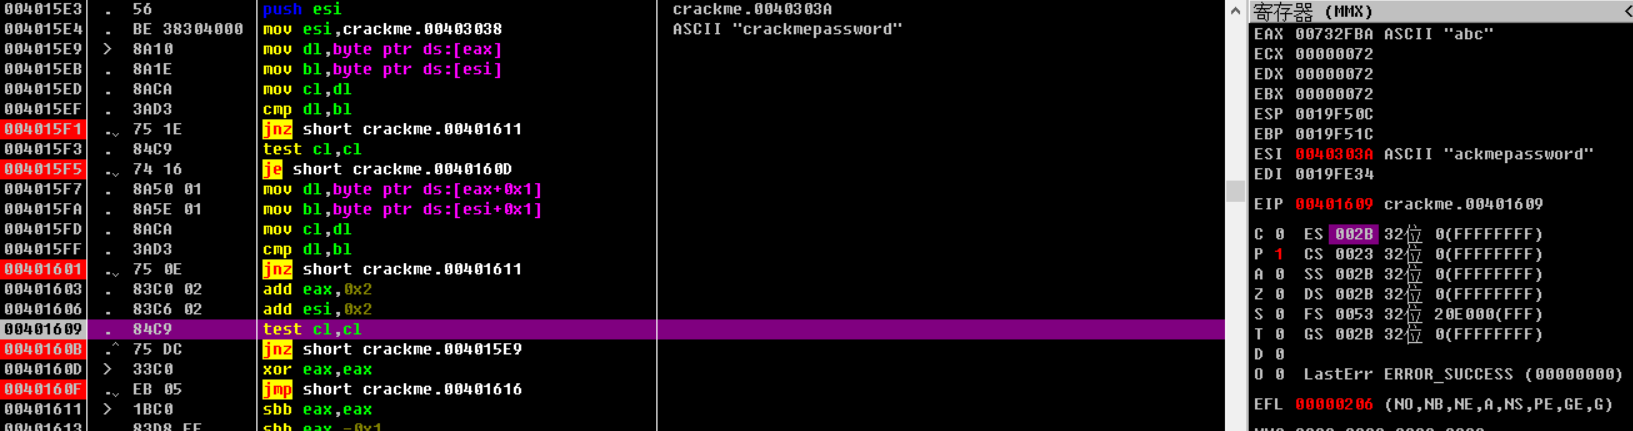 004015E3 . 56 push esi crackme.0040303A
004015E4 . BE 38304000 mov esi,crackme.00403038 ASCII "crackmepassword"
004015E9 > 8A10 mov dl,byte ptr ds:[eax]
004015EB . 8A1E mov bl,byte ptr ds:[esi]
004015ED . 8ACA mov cl,dl
004015EF . 3AD3 cmp dl,bl
004015F1 . 75 1E jnz short crackme.00401611
004015F3 . 84C9 test cl,cl
004015F5 . 74 16 je short crackme.0040160D
004015F7 . 8A50 01 mov dl,byte ptr ds:[eax+0x1]
004015FA . 8A5E 01 mov bl,byte ptr ds:[esi+0x1]
004015FD . 8ACA mov cl,dl
004015FF . 3AD3 cmp dl,bl
00401601 . 75 0E jnz short crackme.00401611
00401603 . 83C0 02 add eax,0x2
00401606 . 83C6 02 add esi,0x2
00401609 . 84C9 test cl,cl
0040160B .^ 75 DC jnz short crackme.004015E9
0040160D > 33C0 xor eax,eax
0040160F . EB 05 jmp short crackme.00401616
00401611 > 1BC0 sbb eax,eax
00401613 . 83D8 FF sbb eax,-0x1
寄存器 (MMX)
EAX 00732FBA ASCII "abc"
ECX 00000072
EDX 00000072
EBX 00000072
ESP 0019F50C
EBP 0019F51C
ESI 0040303A ASCII "ackmepassword"
EDI 0019FE34
EIP 00401609 crackme.00401609
C 0 ES 002B 32位 0(FFFFFFFF)
P 1 CS 0023 32位 0(FFFFFFFF)
A 0 SS 002B 32位 0(FFFFFFFF)
Z 0 DS 002B 32位 0(FFFFFFFF)
S 0 FS 0053 32位 20E000(FFF)
T 0 GS 002B 32位 0(FFFFFFFF)
D 0
O 0 LastErr ERROR_SUCCESS (00000000)
EFL 00000206 (NO,NB,NE,A,NS,PE,GE,G)